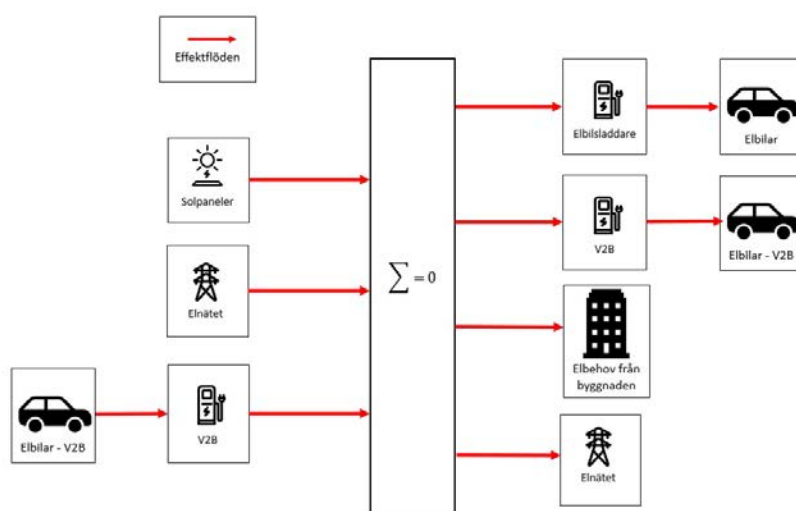 Effektflöden
Solpaneler
Elnätet
Elbilar - V2B
V2B
∑ = 0
Elbilsladdare
Elbilar
V2B
Elbilar - V2B
Elbehov från
byggnaden
Elnätet